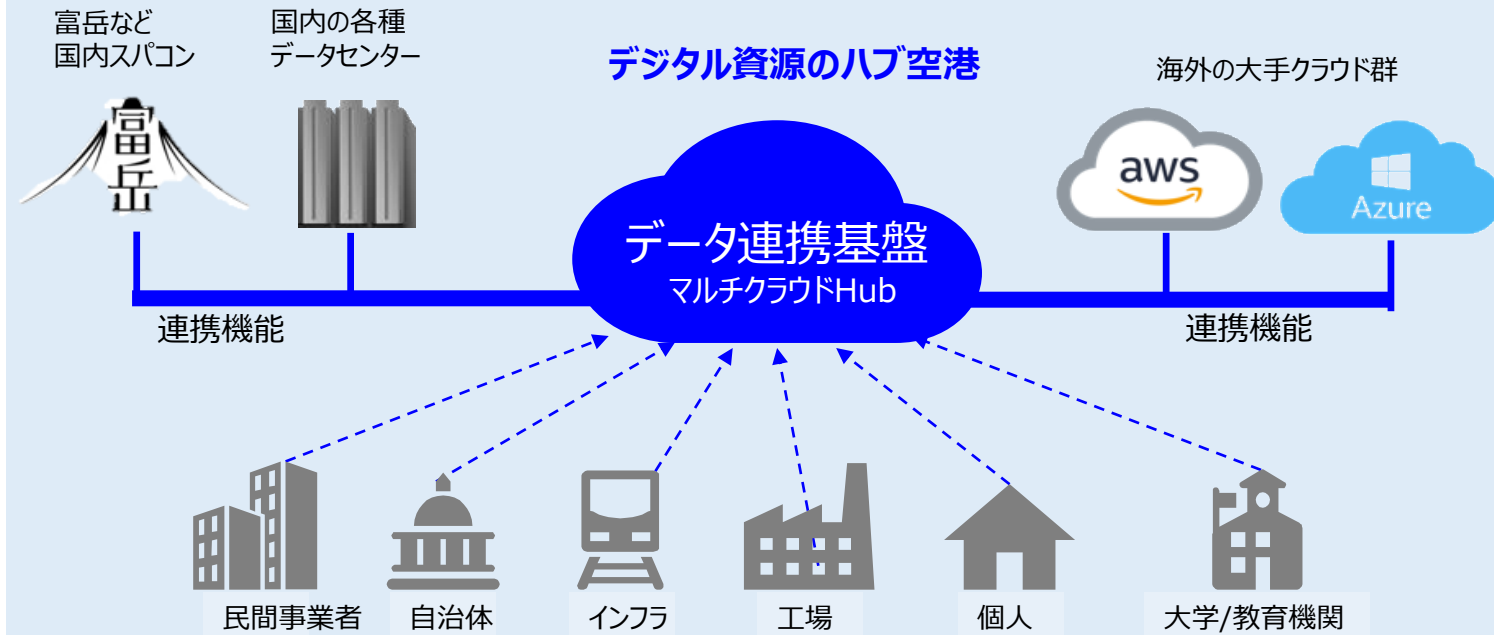 富岳など
国内スパコン
国内の各種
データセンター
デジタル資源のハブ空港
海外の大手クラウド群
富岳
aws
Azure
データ連携基盤
マルチクラウドHub
連携機能
連携機能
民間事業者
自治体
インフラ
工場
個人
大学/教育機関